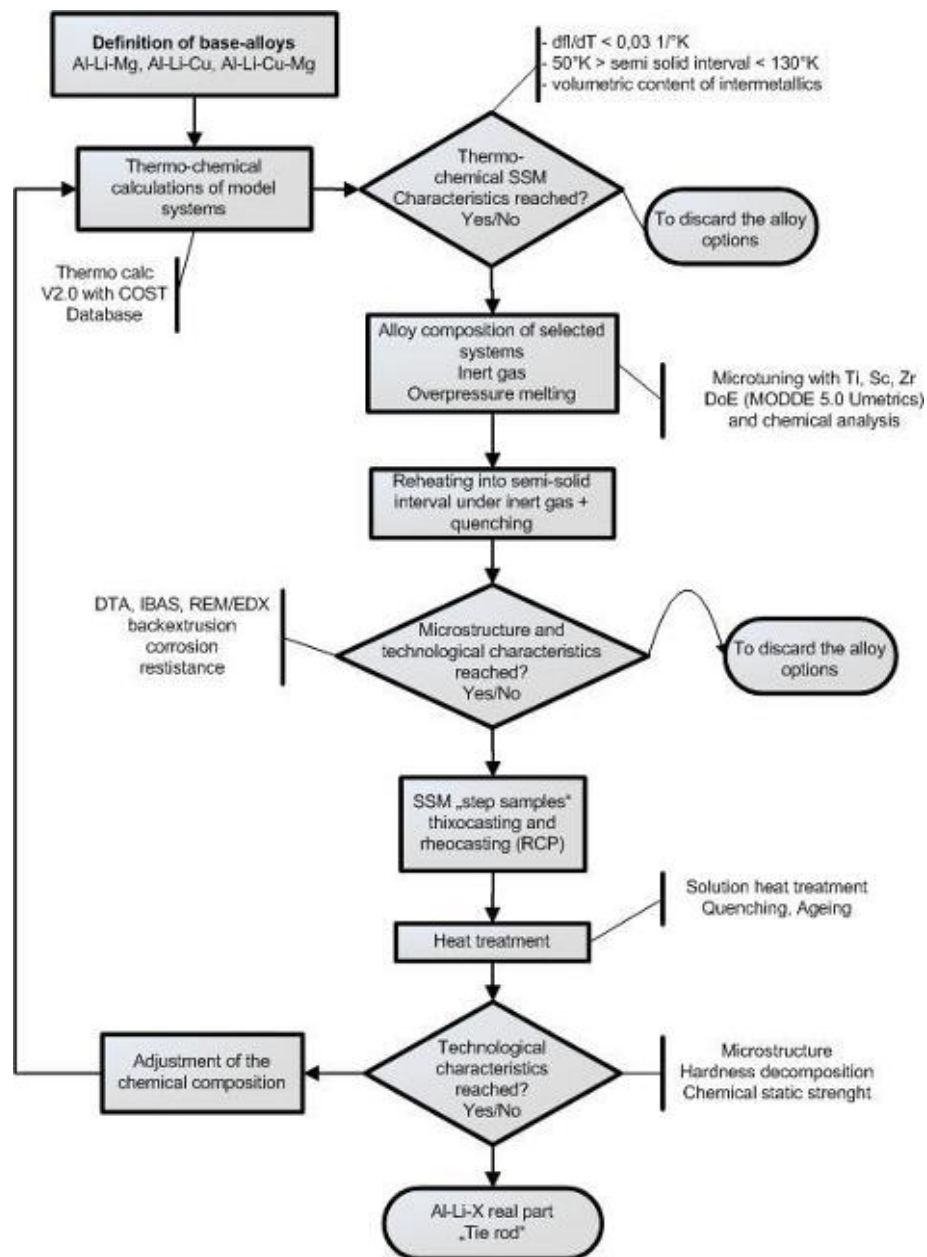 Definition of base-alloys
Al-Li-Mg, Al-Li-Cu, Al-Li-Cu-Mg
- dfl/dT < 0,03 1/°K
- 50°K > semi solid interval < 130°K
- volumetric content of intermetallics
Thermo-chemical
calculations of model
systems
Thermo-
chemical SSM
Characteristics reached?
Yes/No
To discard the alloy
options
Thermo calc
V2.0 with COST
Database
Alloy composition of selected
systems
Inert gas
Overpressure melting
Microtuning with Ti, Sc, Zr
DoE (MODDE 5.0 Umetrics)
and chemical analysis
Reheating into semi-solid
interval under inert gas +
quenching
DTA, IBAS, REM/EDX
backextrusion
corrosion
restistance
Microstructure and
technological characteristics
reached?
Yes/No
To discard the alloy
options
SSM „step samples“
thixocasting and
rheocasting (RCP)
Solution heat treatment
Quenching, Ageing
Heat treatment
Adjustment of the
chemical composition
Technological
characteristics
reached?
Yes/No
Microstructure
Hardness decomposition
Chemical static strenght
Al-Li-X real part
„Tie rod“